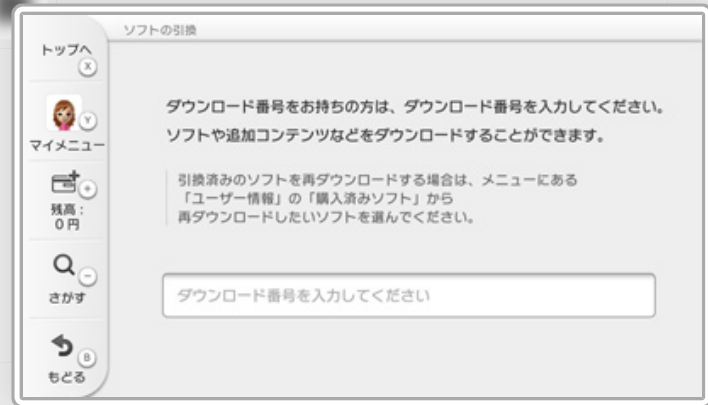 ソフトの引換
トップへ
X
Y
マイメニュー
+
残高:
0円
-
さがす
B
もどる
ダウンロード番号をお持ちの方は、ダウンロード番号を入力してください。
ソフトや追加コンテンツなどをダウンロードすることができます。
引換済みのソフトを再ダウンロードする場合は、メニューにある
「ユーザー情報」の「購入済みソフト」から
再ダウンロードしたいソフトを選んでください。
ダウンロード番号を入力してください